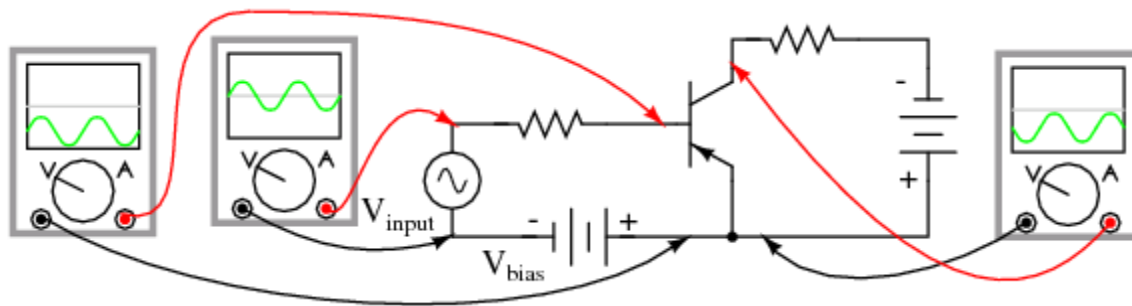 V A
V A
V A
V_input
V_bias
- +
-
+